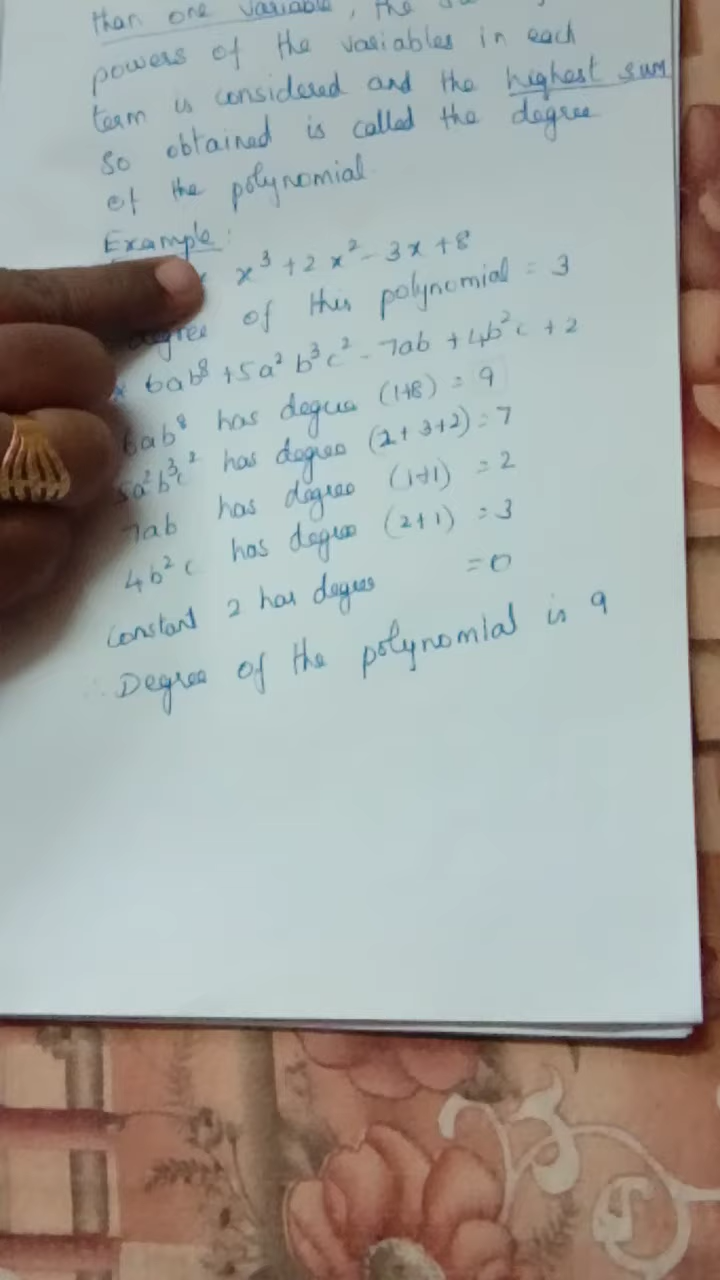 than one variable, the
powers of the variables in each
term is considered and the highest sum
so obtained is called the degree
of the polynomial.
Example:
x³ + 2x² - 3x + 8
degree of this polynomial = 3
* 6ab⁸ + 5a²b³c² - 7ab + 4b²c + 2
6ab⁸ has degree (1+8) = 9
5a²b³c² has degree (2+3+2) = 7
7ab has degree (1+1) = 2
4b²c has degree (2+1) = 3
constant 2 has degree = 0
∴ Degree of the polynomial is 9